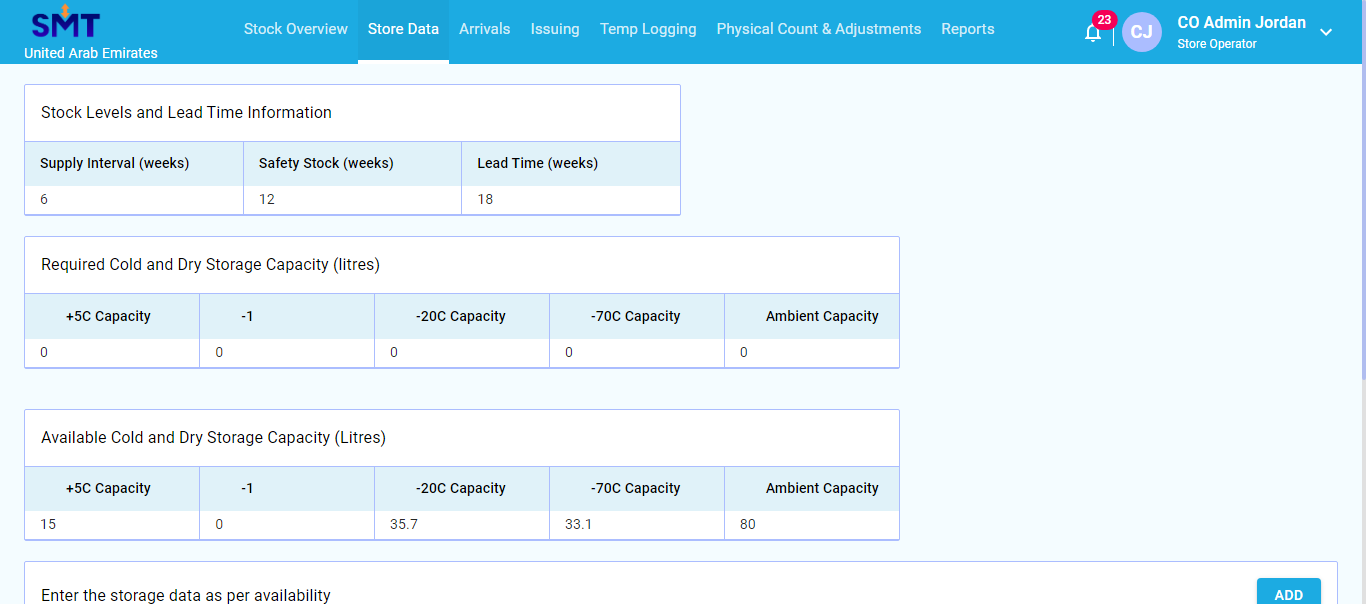 SMT
United Arab Emirates
Stock Overview Store Data Arrivals Issuing Temp Logging Physical Count & Adjustments Reports
23
CJ
CO Admin Jordan
Store Operator
Stock Levels and Lead Time Information
Supply Interval (weeks) Safety Stock (weeks) Lead Time (weeks)
6 12 18
Required Cold and Dry Storage Capacity (litres)
+5C Capacity -1 -20C Capacity -70C Capacity Ambient Capacity
0 0 0 0 0
Available Cold and Dry Storage Capacity (Litres)
+5C Capacity -1 -20C Capacity -70C Capacity Ambient Capacity
15 0 35.7 33.1 80
Enter the storage data as per availability ADD